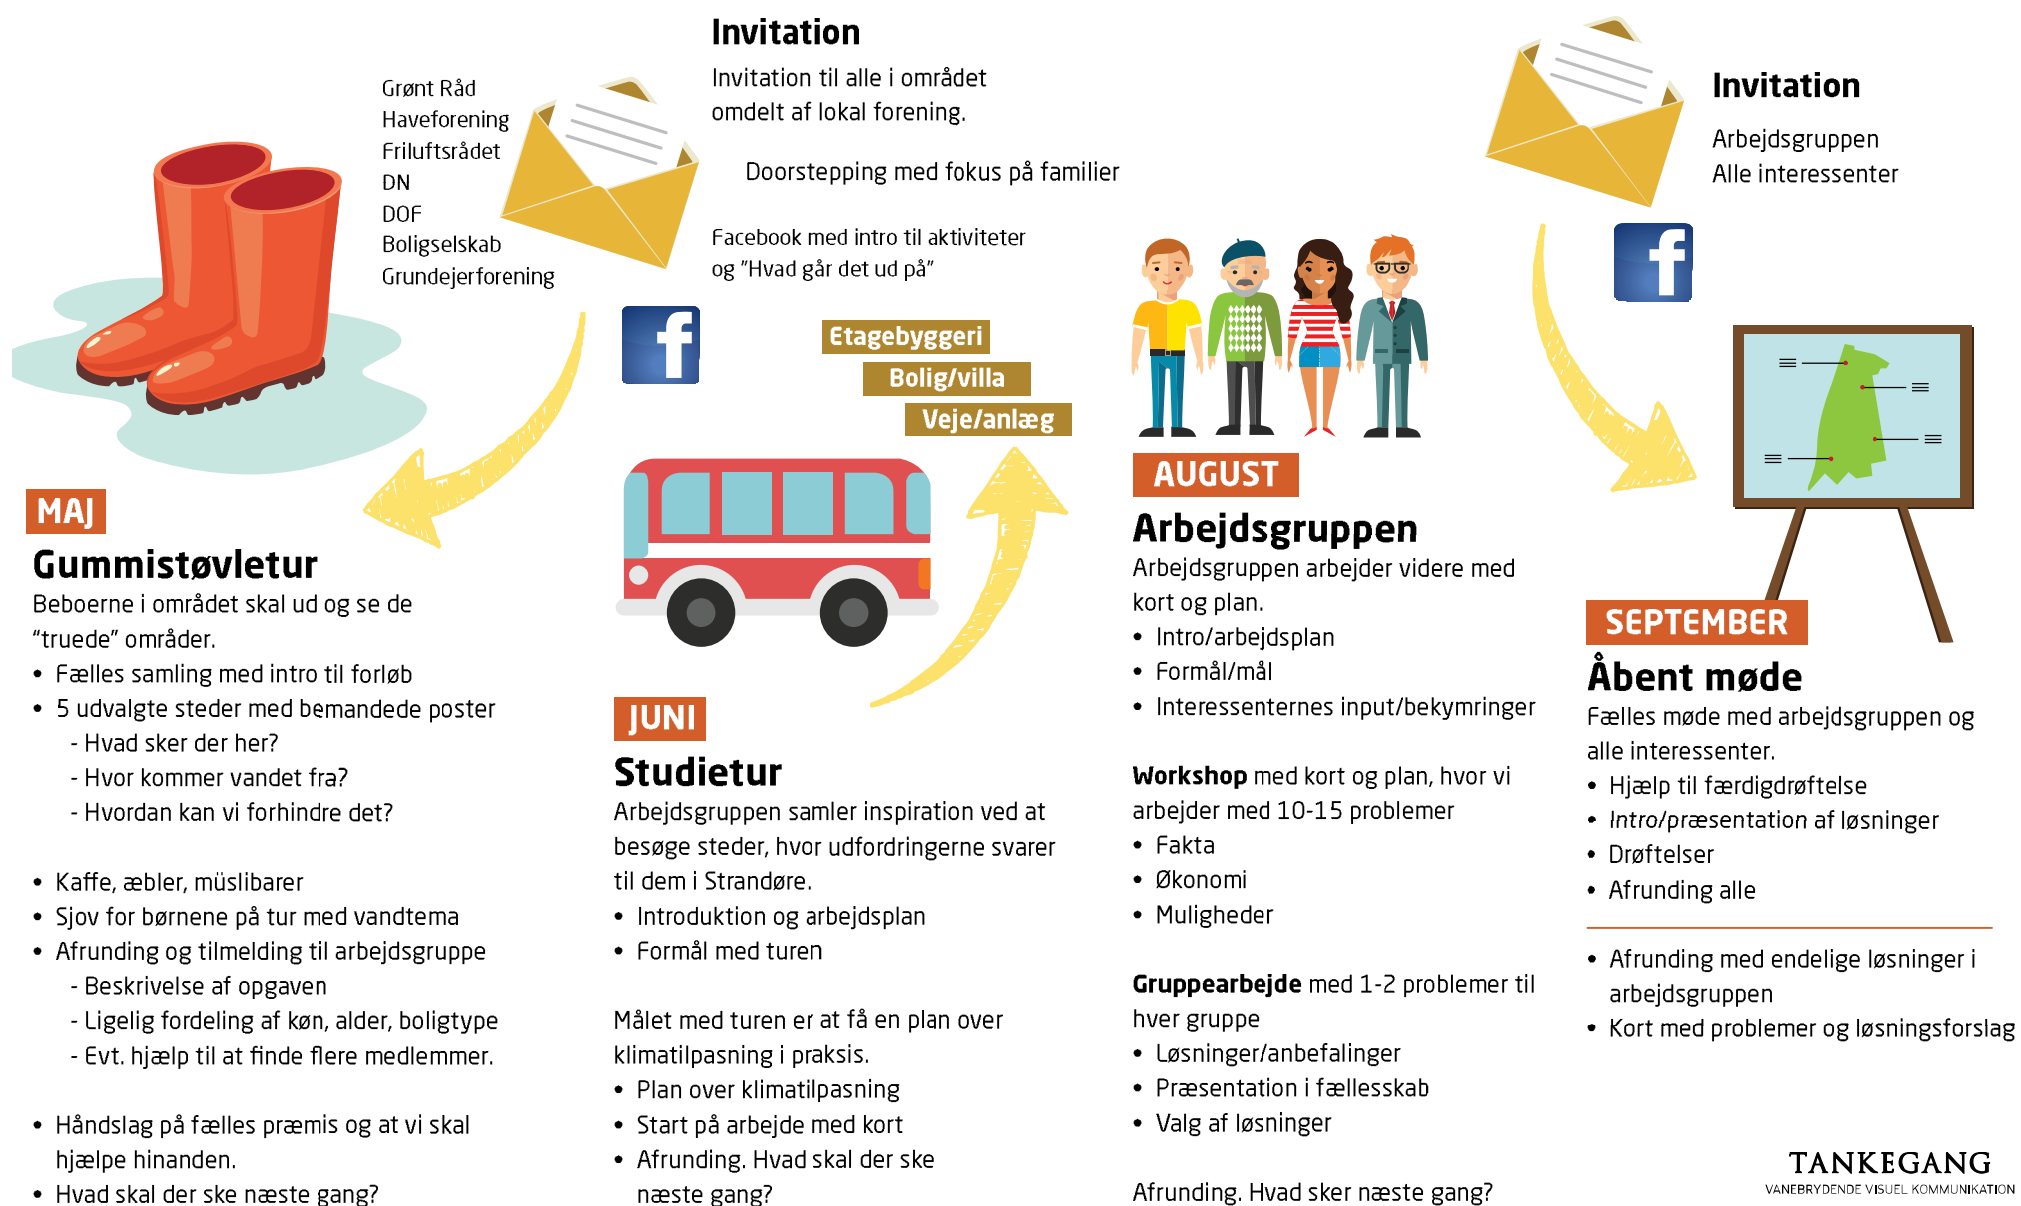 Grønt Råd
Haveforening
Friluftsrådet
DN
DOF
Boligselskab
Grundejerforening
Invitation
Invitation til alle i området
omdelt af lokal forening.
Doorstepping med fokus på familier
Facebook med intro til aktiviteter
og "Hvad går det ud på"
f
MAJ
Gummistøvletur
Beboerne i området skal ud og se de
“truede” områder.
• Fælles samling med intro til forløb
• 5 udvalgte steder med bemandede poster
- Hvad sker der her?
- Hvor kommer vandet fra?
- Hvordan kan vi forhindre det?
• Kaffe, æbler, müslibarer
• Sjov for børnene på tur med vandtema
• Afrunding og tilmelding til arbejdsgruppe
- Beskrivelse af opgaven
- Ligelig fordeling af køn, alder, boligtype
- Evt. hjælp til at finde flere medlemmer.
• Håndslag på fælles præmis og at vi skal
hjælpe hinanden.
• Hvad skal der ske næste gang?
Etagebyggeri
Bolig/villa
Veje/anlæg
JUNI
Studietur
Arbejdsgruppen samler inspiration ved at
besøge steder, hvor udfordringerne svarer
til dem i Strandøre.
• Introduktion og arbejdsplan
• Formål med turen
Målet med turen er at få en plan over
klimatilpasning i praksis.
• Plan over klimatilpasning
• Start på arbejde med kort
• Afrunding. Hvad skal der ske
næste gang?
AUGUST
Arbejdsgruppen
Arbejdsgruppen arbejder videre med
kort og plan.
• Intro/arbejdsplan
• Formål/mål
• Interessenternes input/bekymringer
Workshop med kort og plan, hvor vi
arbejder med 10-15 problemer
• Fakta
• Økonomi
• Muligheder
Gruppearbejde med 1-2 problemer til
hver gruppe
• Løsninger/anbefalinger
• Præsentation i fællesskab
• Valg af løsninger
Afrunding. Hvad sker næste gang?
Invitation
Arbejdsgruppen
Alle interessenter
f
SEPTEMBER
Åbent møde
Fælles møde med arbejdsgruppen og
alle interessenter.
• Hjælp til færdigdrøftelse
• Intro/præsentation af løsninger
• Drøftelser
• Afrunding alle
• Afrunding med endelige løsninger i
arbejdsgruppen
• Kort med problemer og løsningsforslag
TANKEGANG
VANEBRYDENDE VISUEL KOMMUNIKATION